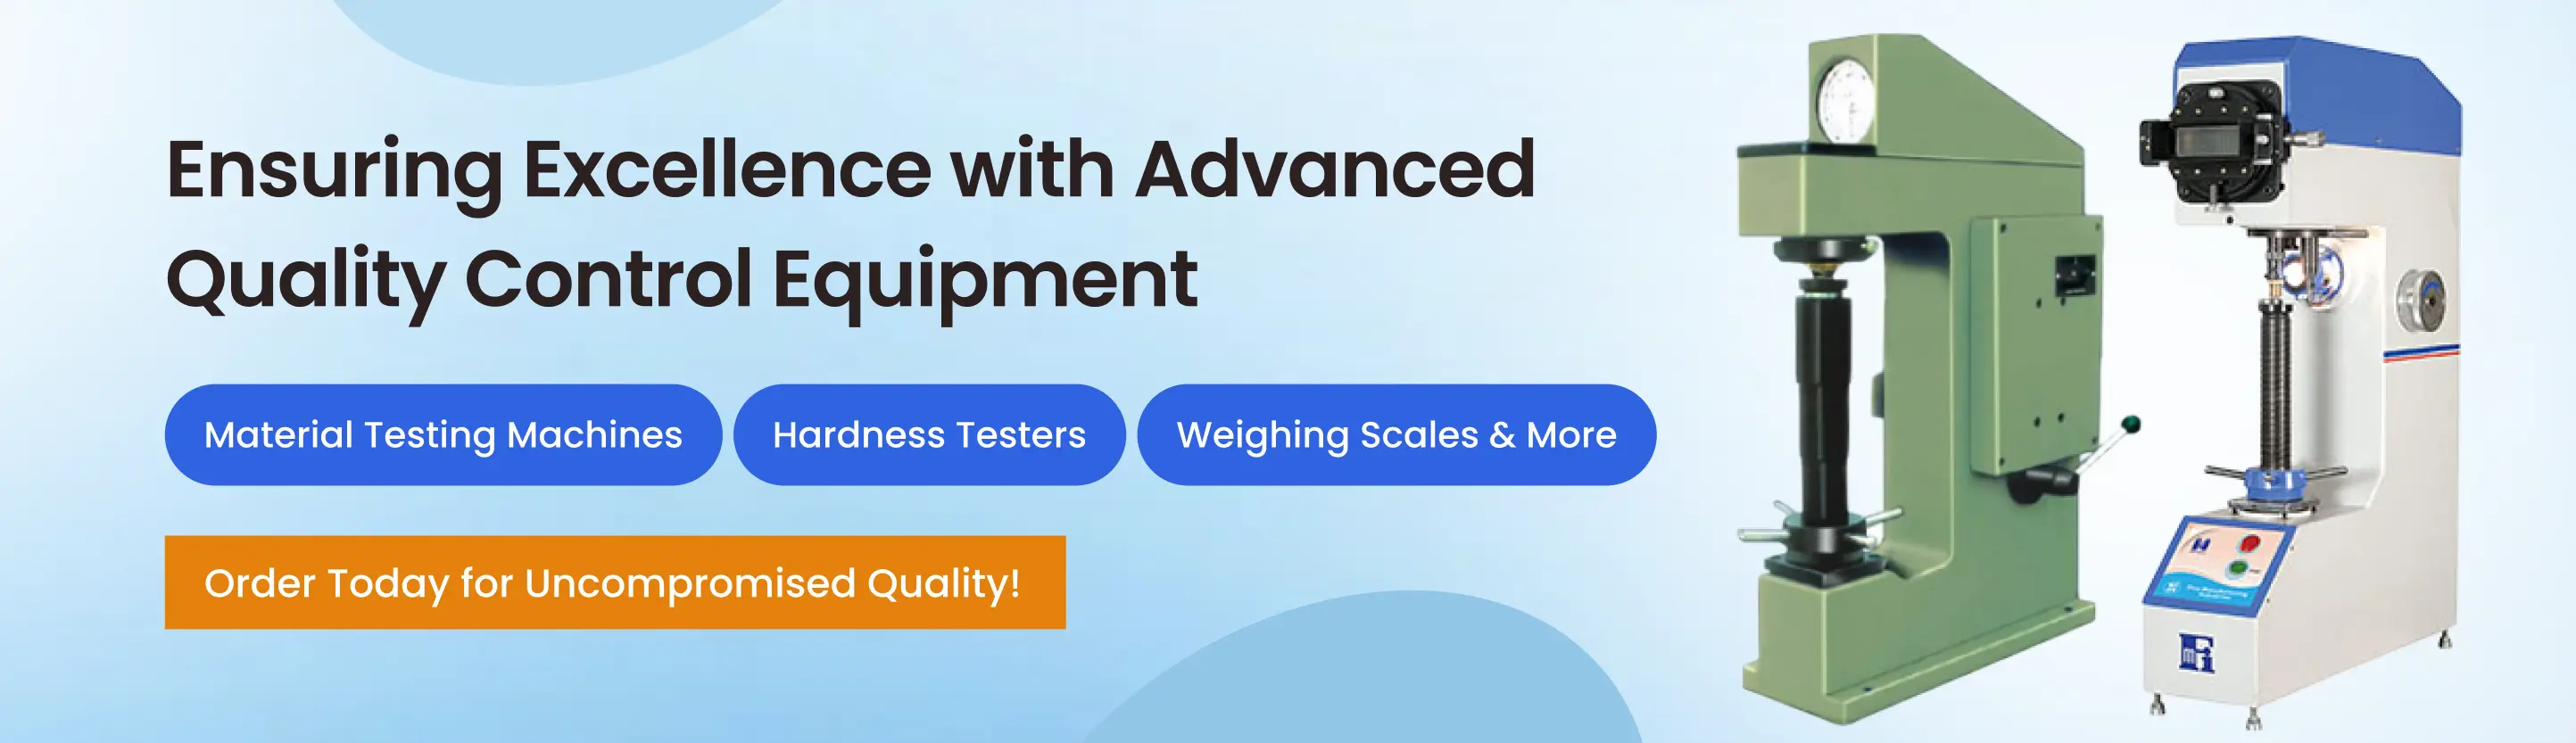 Ensuring Excellence with Advanced
Quality Control Equipment
Material Testing Machines
Hardness Testers
Weighing Scales & More
Order Today for Uncompromised Quality!